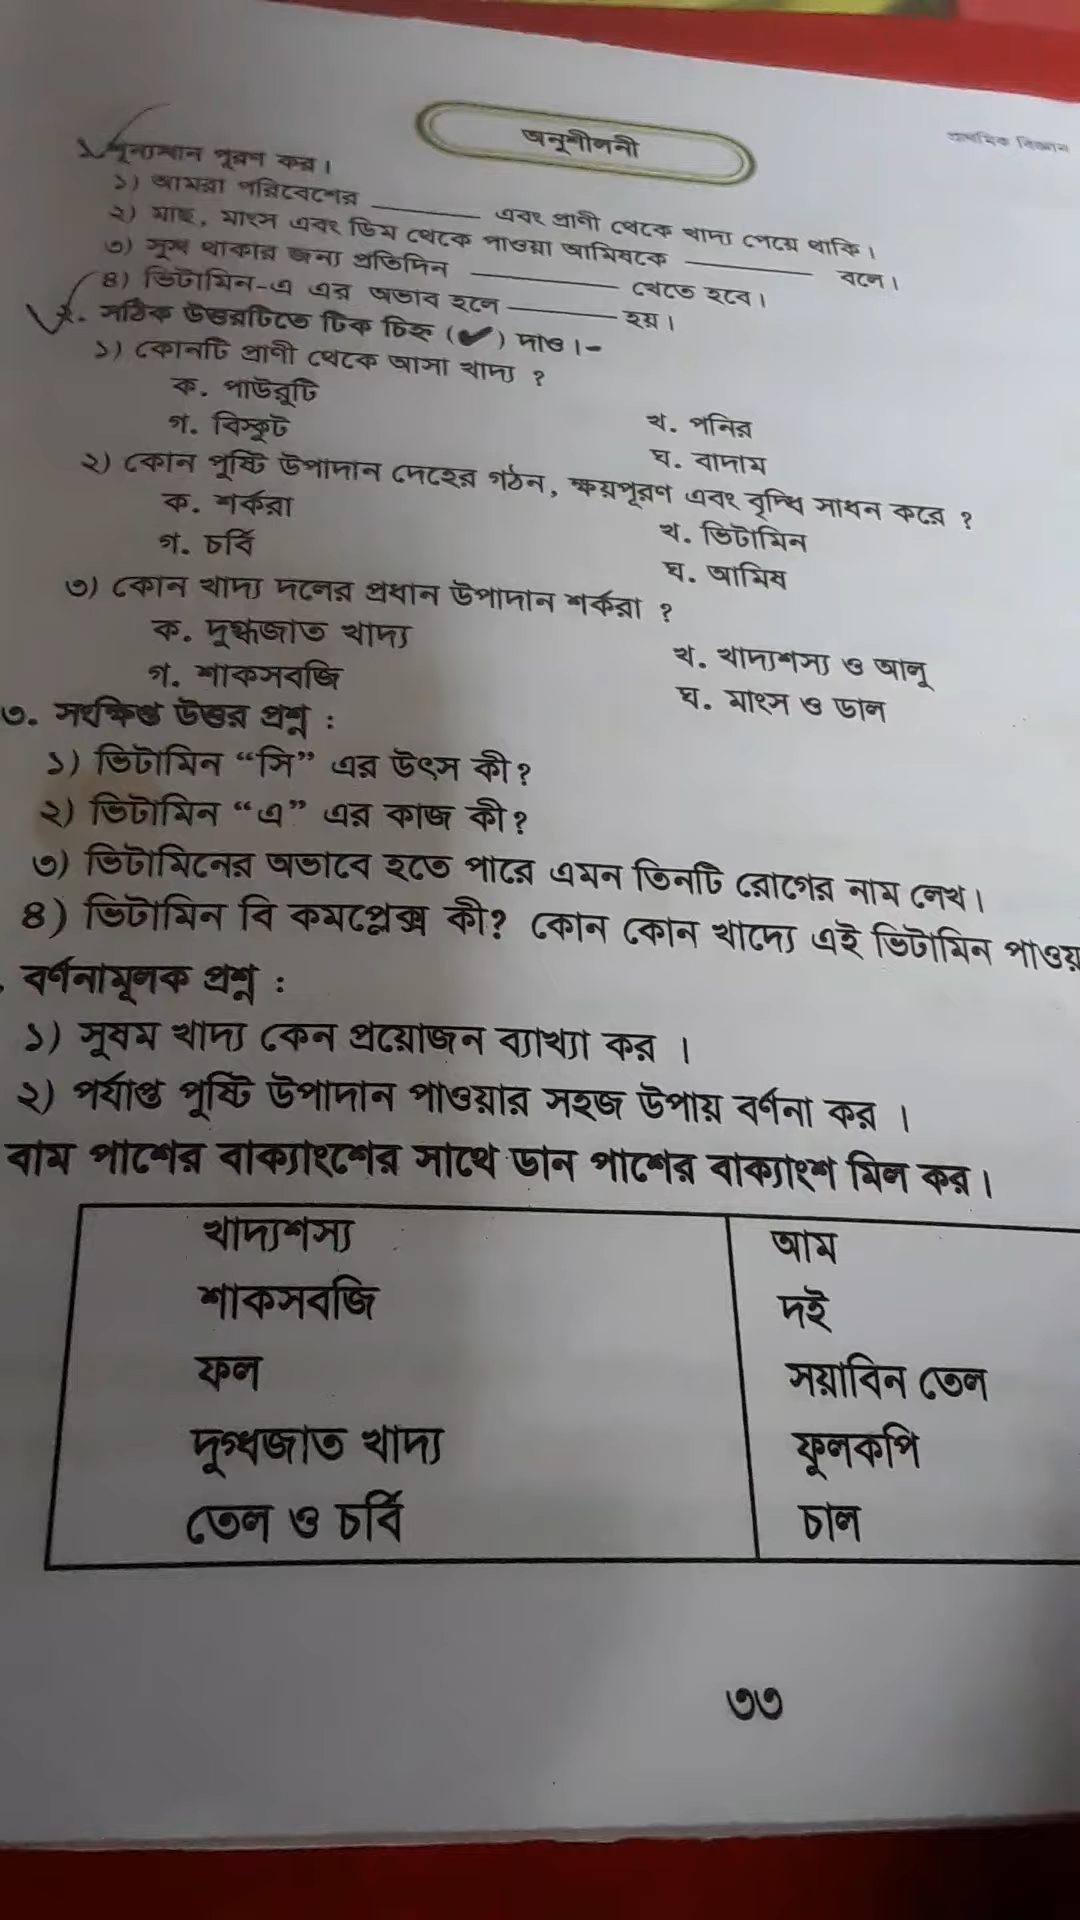 প্রাথমিক বিজ্ঞান
অনুশীলনী
১. শূন্যস্থান পূরণ কর।
১) আমরা পরিবেশের ________ এবং প্রাণী থেকে খাদ্য পেয়ে থাকি।
২) মাছ, মাংস এবং ডিম থেকে পাওয়া আমিষকে ________ বলে।
৩) সুস্থ থাকার জন্য প্রতিদিন ________ খেতে হবে।
৪) ভিটামিন-এ এর অভাব হলে ________ হয়।
২. সঠিক উত্তরটিতে টিক চিহ্ন (✔) দাও।-
১) কোনটি প্রাণী থেকে আসা খাদ্য ?
ক. পাউরুটি
খ. পনির
গ. বিস্কুট
ঘ. বাদাম
২) কোন পুষ্টি উপাদান দেহের গঠন, ক্ষয়পূরণ এবং বৃদ্ধি সাধন করে ?
ক. শর্করা
খ. ভিটামিন
গ. চর্বি
ঘ. আমিষ
৩) কোন খাদ্য দলের প্রধান উপাদান শর্করা ?
ক. দুগ্ধজাত খাদ্য
খ. খাদ্যশস্য ও আলু
গ. শাকসবজি
ঘ. মাংস ও ডাল
৩. সংক্ষিপ্ত উত্তর প্রশ্ন :
১) ভিটামিন “সি” এর উৎস কী?
২) ভিটামিন “এ” এর কাজ কী?
৩) ভিটামিনের অভাবে হতে পারে এমন তিনটি রোগের নাম লেখ।
৪) ভিটামিন বি কমপ্লেক্স কী? কোন কোন খাদ্যে এই ভিটামিন পাওয়
বর্ণনামূলক প্রশ্ন :
১) সুষম খাদ্য কেন প্রয়োজন ব্যাখ্যা কর ।
২) পর্যাপ্ত পুষ্টি উপাদান পাওয়ার সহজ উপায় বর্ণনা কর ।
বাম পাশের বাক্যাংশের সাথে ডান পাশের বাক্যাংশ মিল কর।
খাদ্যশস্য আম
শাকসবজি দই
ফল সয়াবিন তেল
দুগ্ধজাত খাদ্য ফুলকপি
তেল ও চর্বি চাল
৩৩